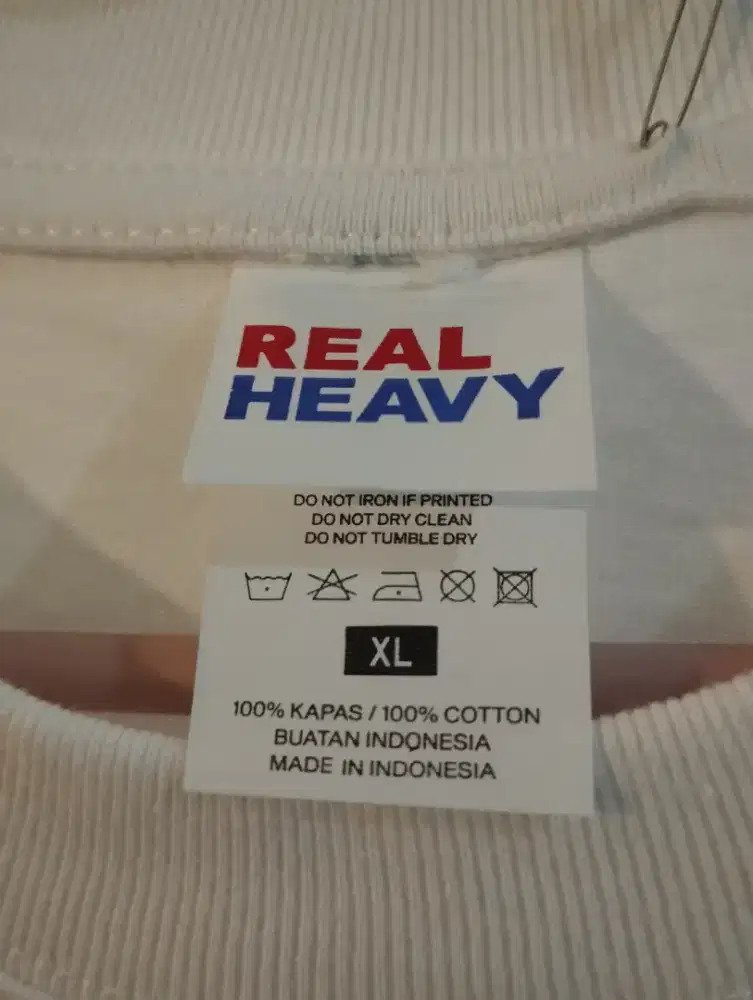 REAL
HEAVY
DO NOT IRON IF PRINTED
DO NOT DRY CLEAN
DO NOT TUMBLE DRY
XL
100% KAPAS / 100% COTTON
BUATAN INDONESIA
MADE IN INDONESIA